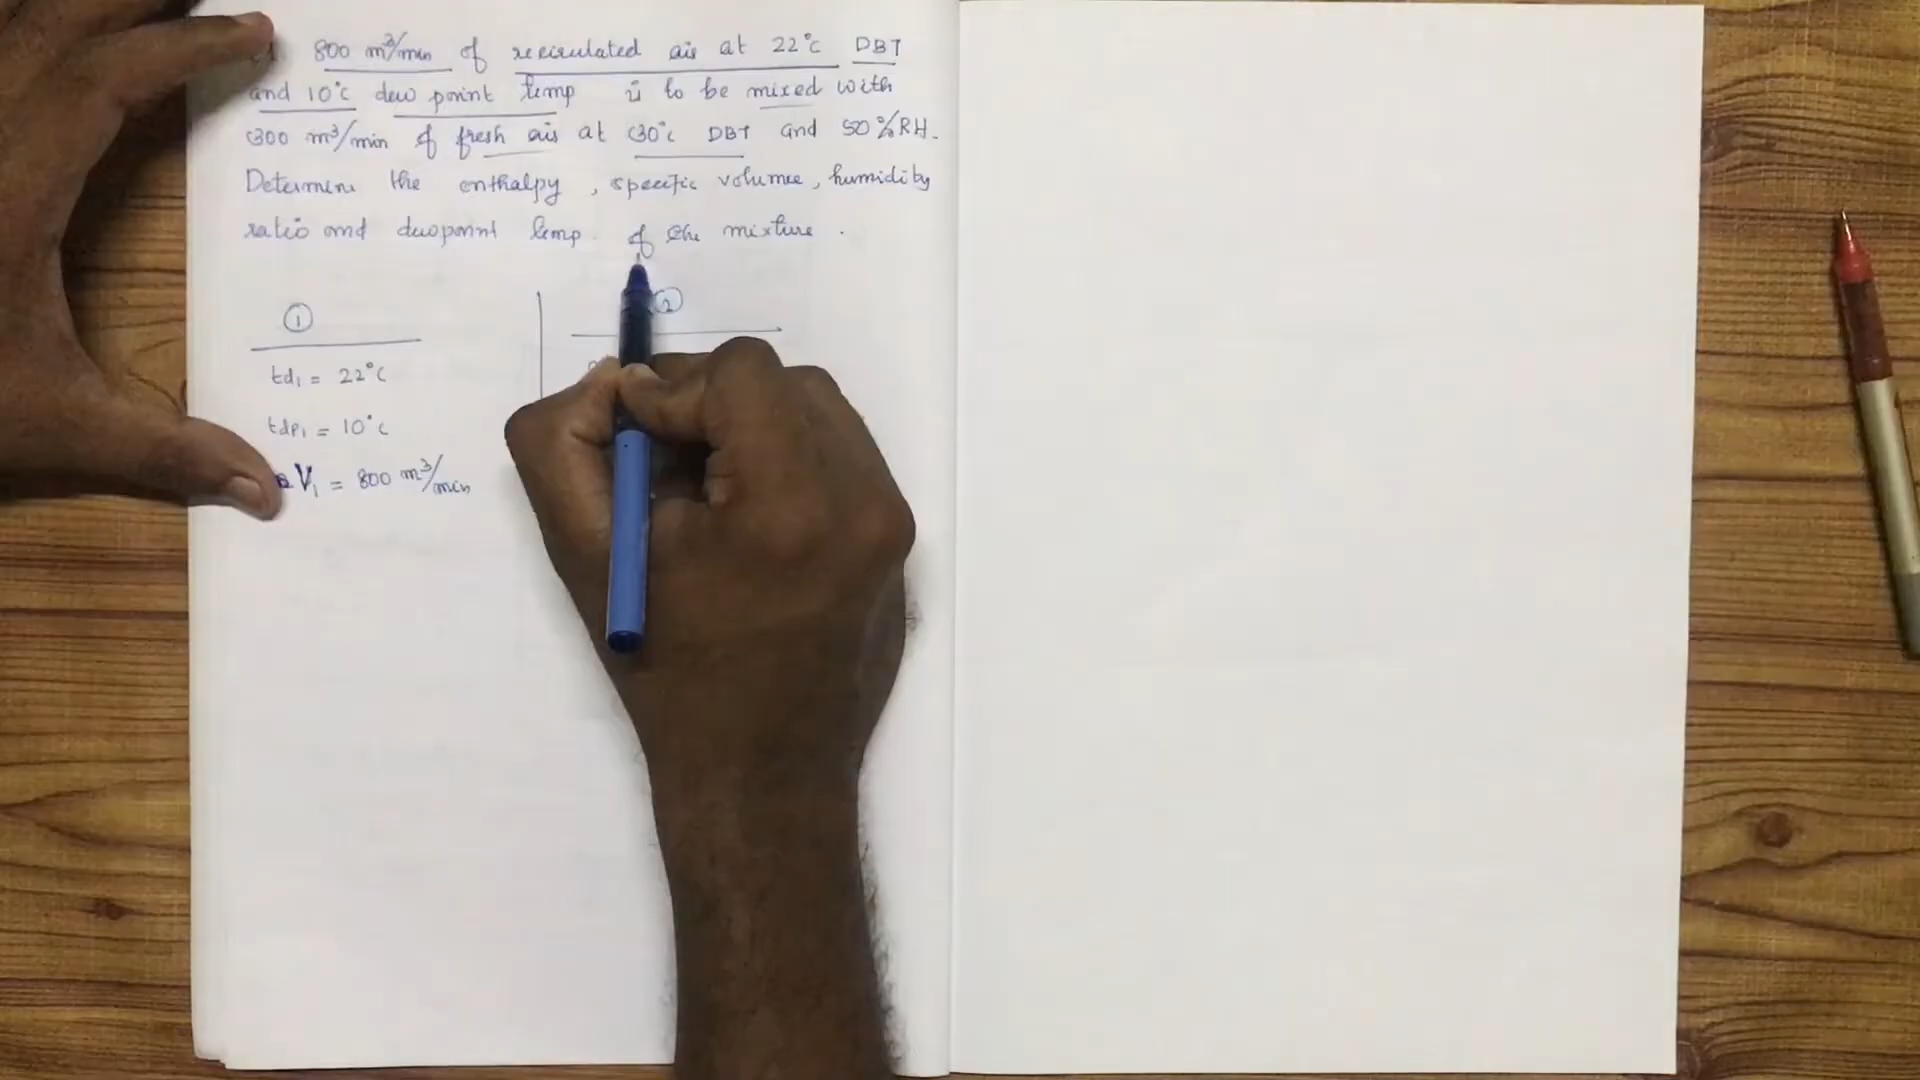 800 m³/min of recirculated air at 22°C DBT
and 10°C dew point temp is to be mixed with
300 m³/min of fresh air at 30°C DBT and 50% RH.
Determine the enthalpy, specific volume, humidity
ratio and dewpoint temp. of the mixture.
①
②
td₁ = 22°C
tdp₁ = 10°C
V₁ = 800 m³/min